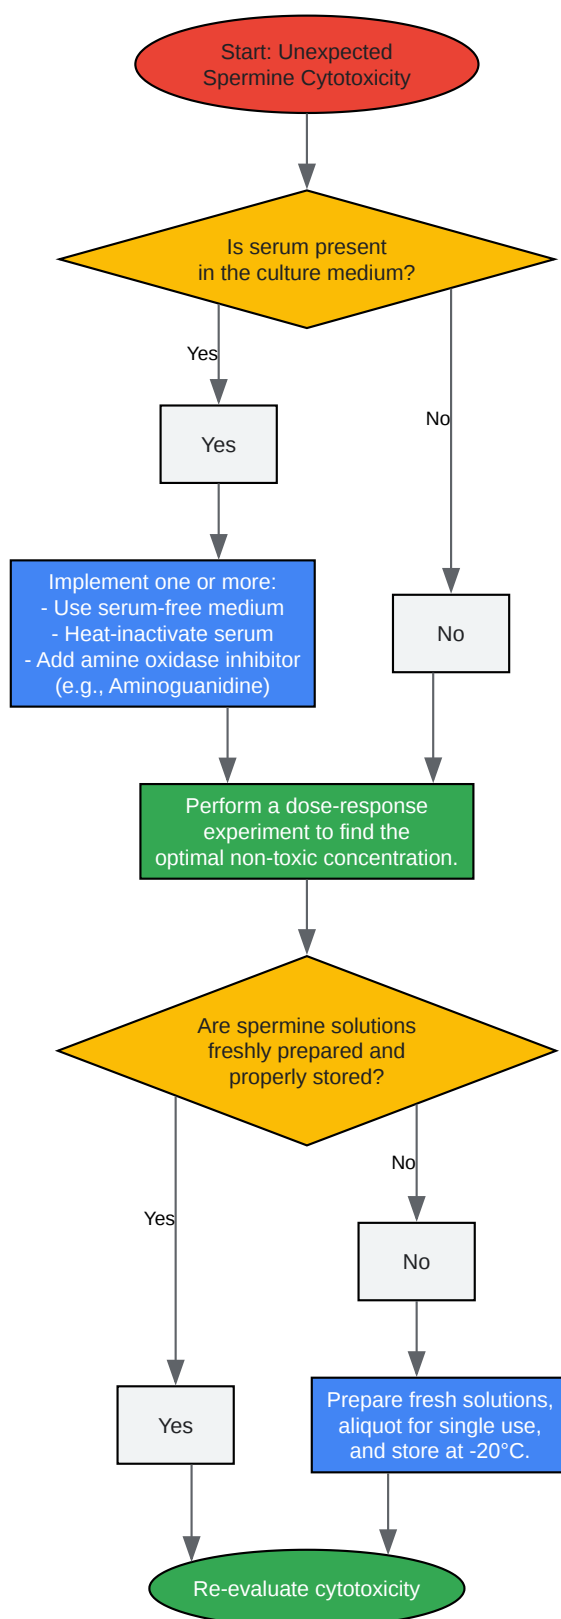 Start: Unexpected
Spermine Cytotoxicity
Is serum present
in the culture medium?
Yes
No
Yes
Implement one or more:
- Use serum-free medium
- Heat-inactivate serum
- Add amine oxidase inhibitor
(e.g., Aminoguanidine)
No
Perform a dose-response
experiment to find the
optimal non-toxic concentration.
Are spermine solutions
freshly prepared and
properly stored?
No
Yes
No
Yes
Prepare fresh solutions,
aliquot for single use,
and store at -20°C.
Re-evaluate cytotoxicity